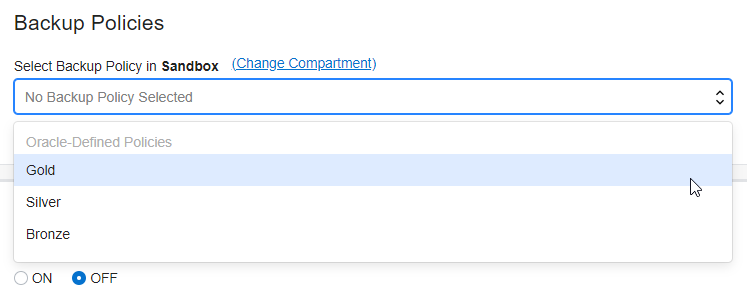 Backup Policies
Select Backup Policy in Sandbox (Change Compartment)
No Backup Policy Selected
Oracle-Defined Policies
Gold
Silver
Bronze
ON OFF